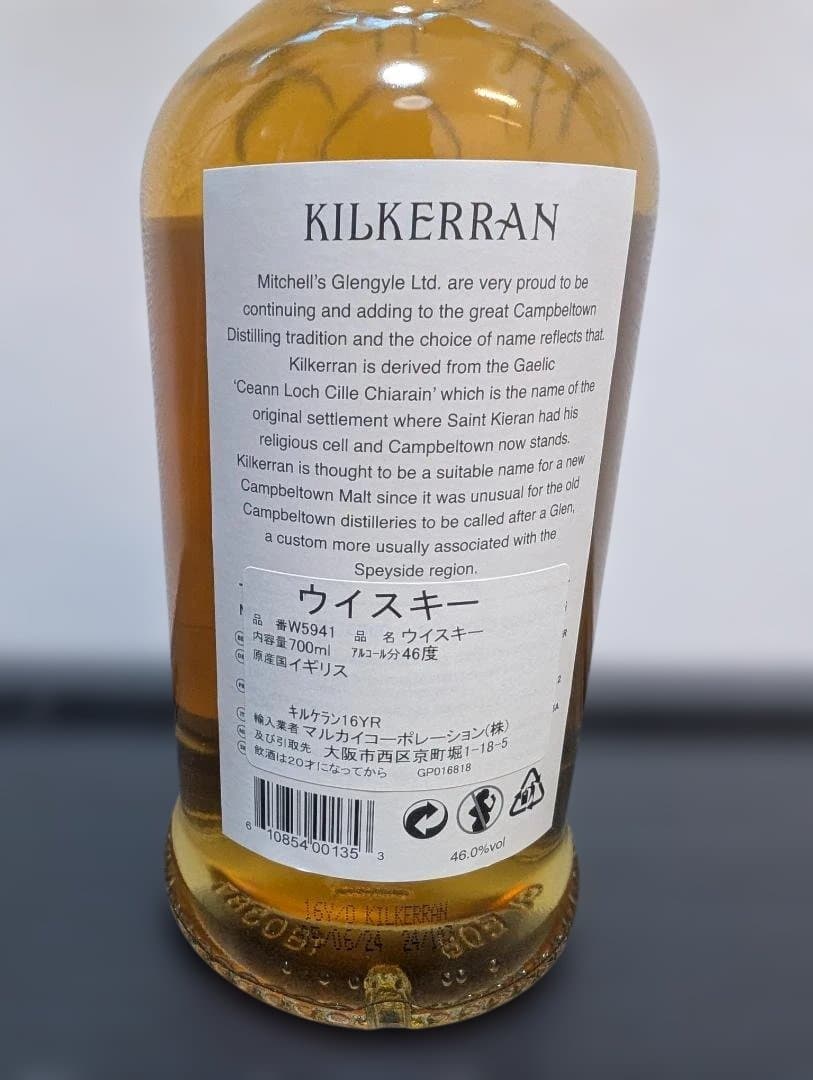 KILKERRAN
Mitchell's Glengyle Ltd. are very proud to be
continuing and adding to the great Campbeltown
Distilling tradition and the choice of name reflects that.
Kilkerran is derived from the Gaelic
'Ceann Loch Cille Chiarain' which is the name of the
original settlement where Saint Kieran had his
religious cell and Campbeltown now stands.
Kilkerran is thought to be a suitable name for a new
Campbeltown Malt since it was unusual for the old
Campbeltown distilleries to be called after a Glen,
a custom more usually associated with the
Speyside region.
ウイスキー
品 番W5941 品 名 ウイスキー
内容量700ml アルコール分46度
原産国イギリス
キルケラン16YR
輸入業者 マルカイコーポレーション(株)
及び引取先 大阪市西区京町堀1-18-5
飲酒は20才になってから GP016818
6 10854 00135 3
46.0%vol
16Y/O KILKERRAN